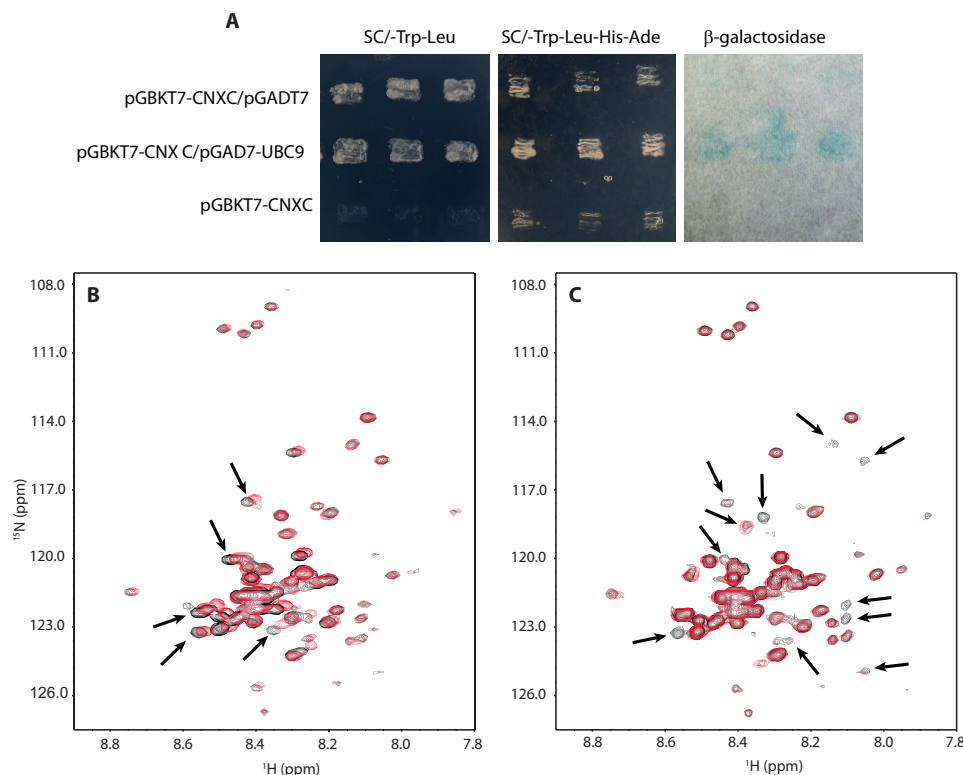 A
SC/-Trp-Leu SC/-Trp-Leu-His-Ade β-galactosidase
pGBKT7-CNXC/pGADT7
pGBKT7-CNX C/pGAD7-UBC9
pGBKT7-CNXC
B
C
108.0
111.0
114.0
117.0
120.0
123.0
126.0
¹⁵N (ppm)
8.8 8.6 8.4 8.2 8.0 7.8
¹H (ppm)
108.0
111.0
114.0
117.0
120.0
123.0
126.0
¹⁵N (ppm)
8.8 8.6 8.4 8.2 8.0 7.8
¹H (ppm)